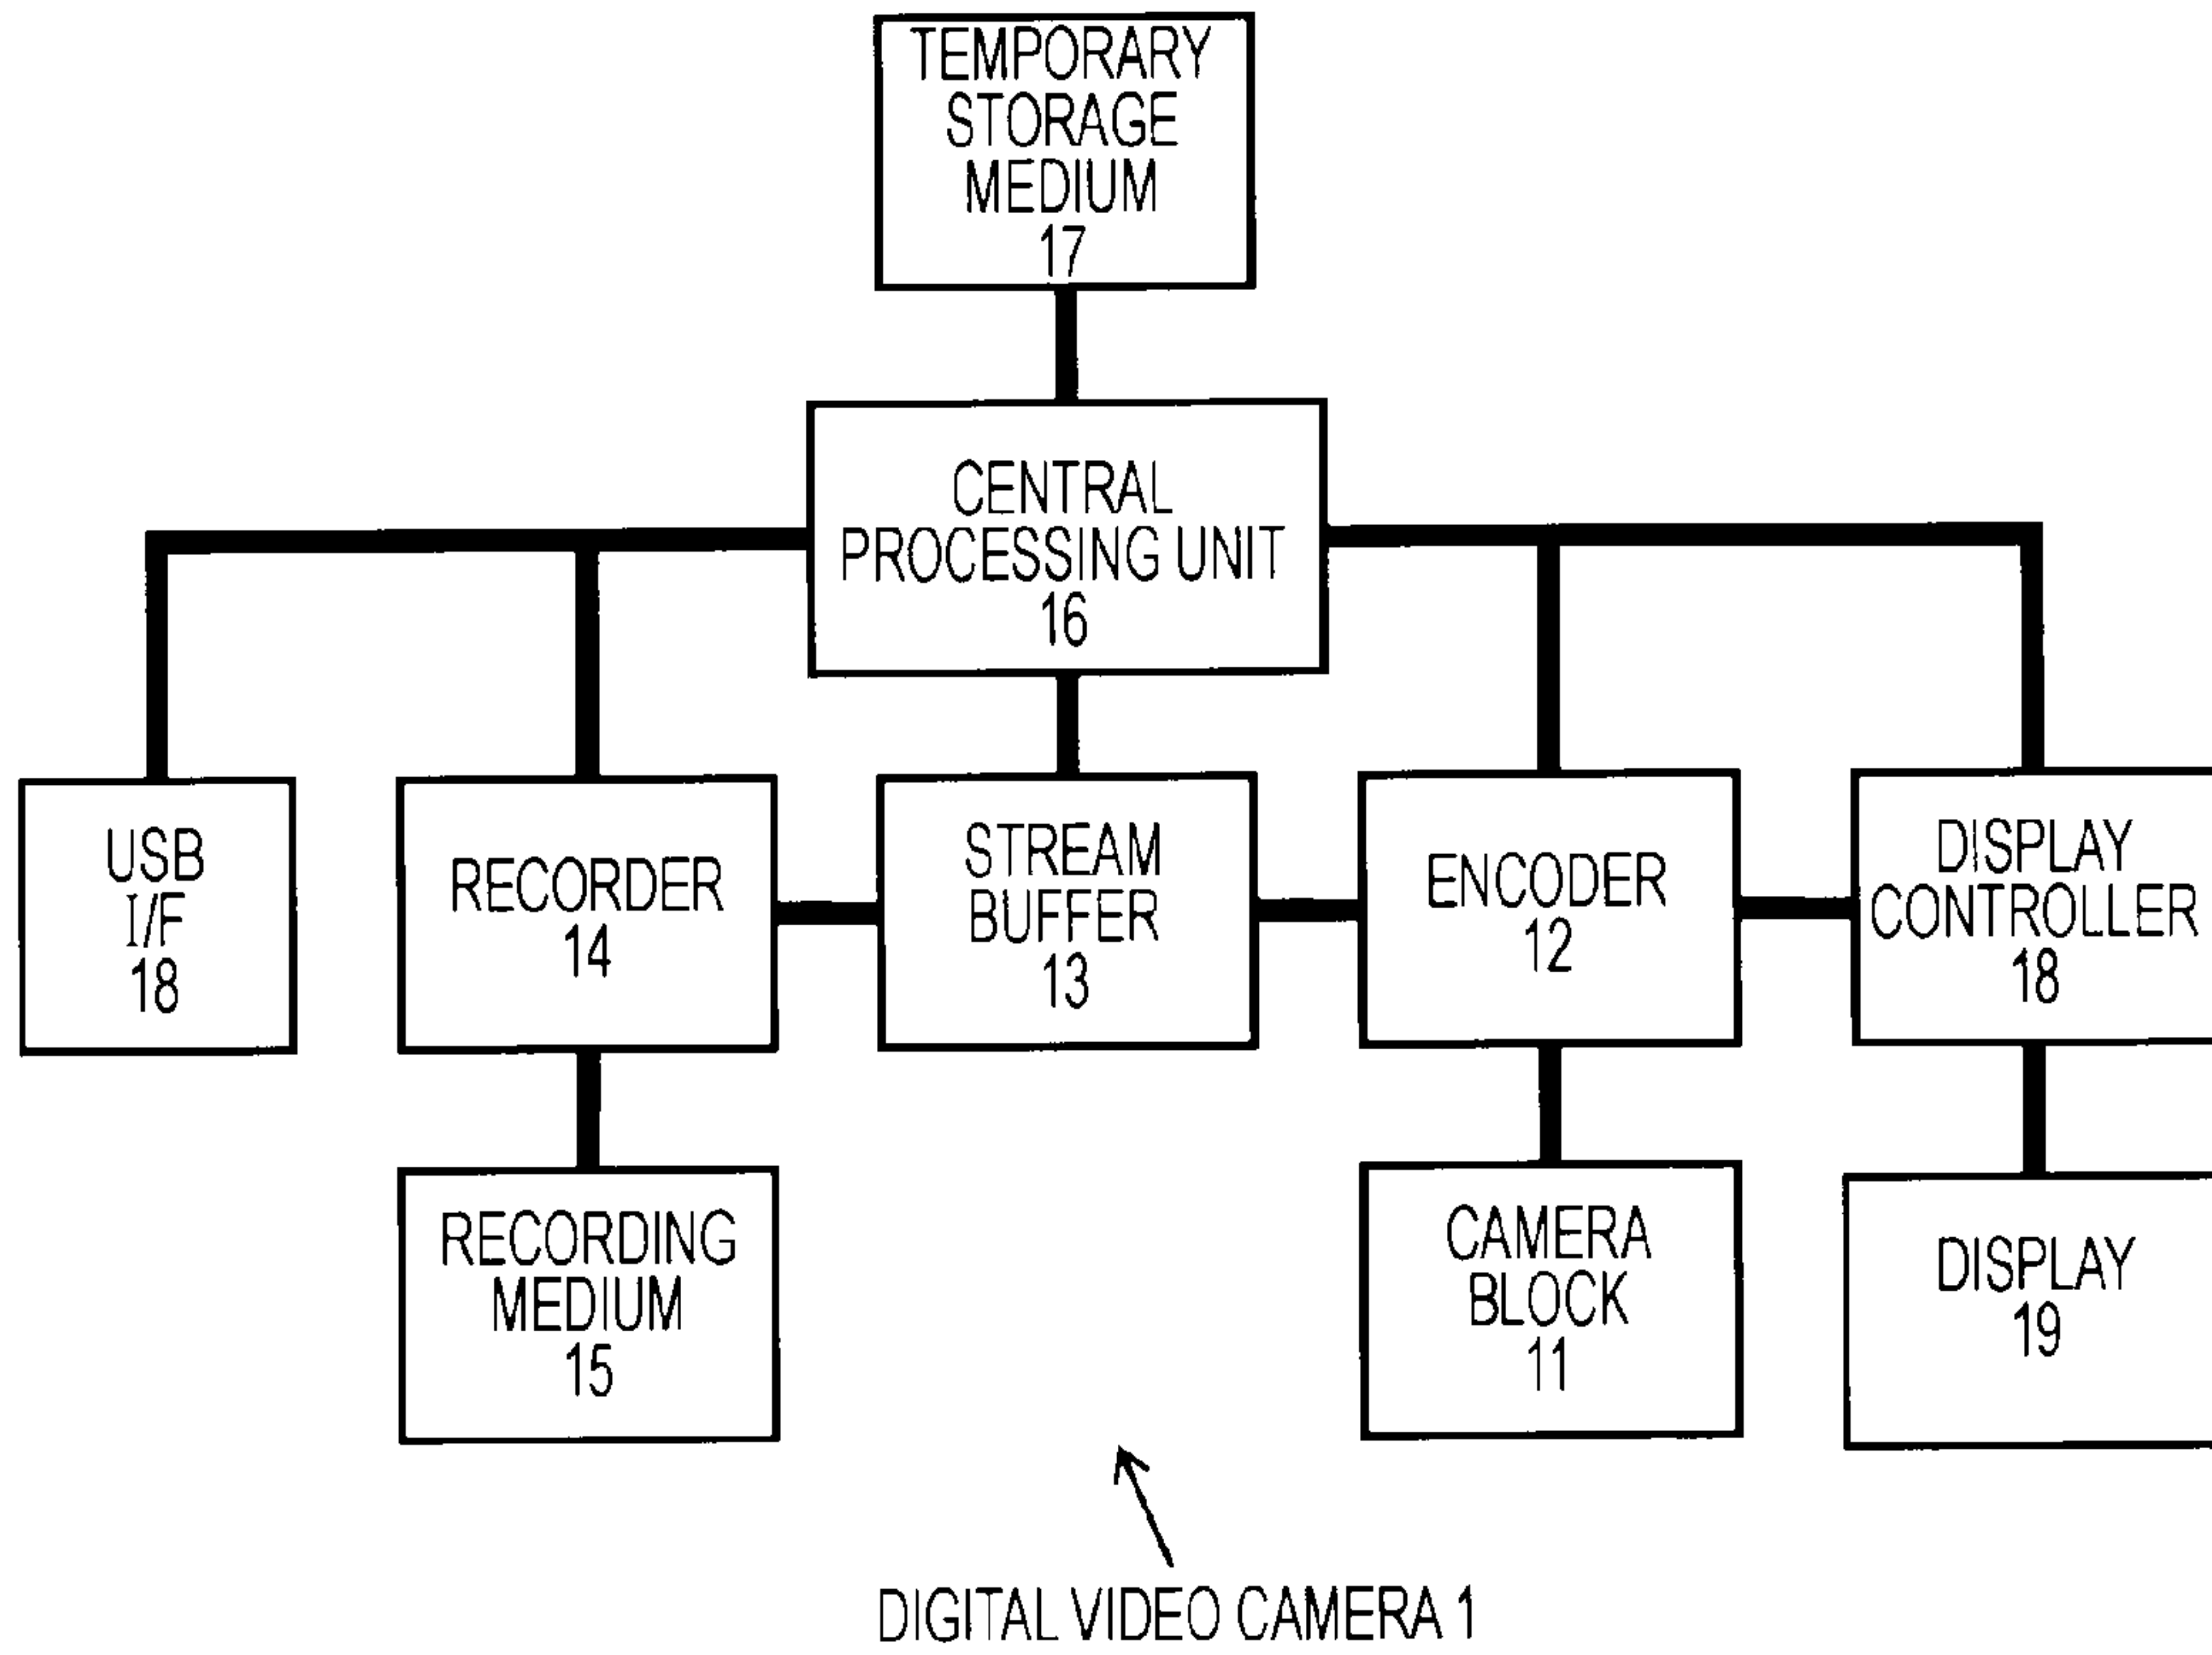 TEMPORARY
STORAGE
MEDIUM
17
CENTRAL
PROCESSING UNIT
16
USB
I/F
18
RECORDER
14
STREAM
BUFFER
13
ENCODER
12
DISPLAY
CONTROLLER
18
RECORDING
MEDIUM
15
CAMERA
BLOCK
11
DISPLAY
19
DIGITAL VIDEO CAMERA 1